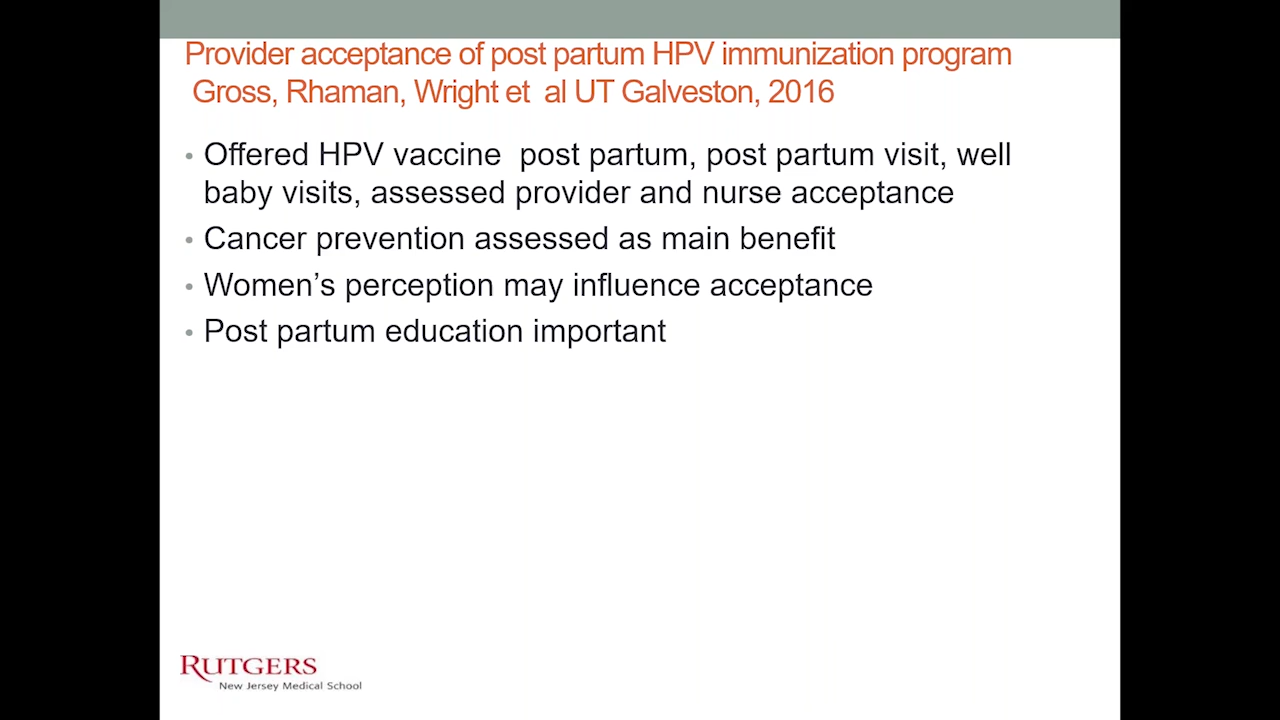 Provider acceptance of post partum HPV immunization program
Gross, Rhaman, Wright et al UT Galveston, 2016
• Offered HPV vaccine post partum, post partum visit, well
baby visits, assessed provider and nurse acceptance
• Cancer prevention assessed as main benefit
• Women’s perception may influence acceptance
• Post partum education important
RUTGERS
New Jersey Medical School